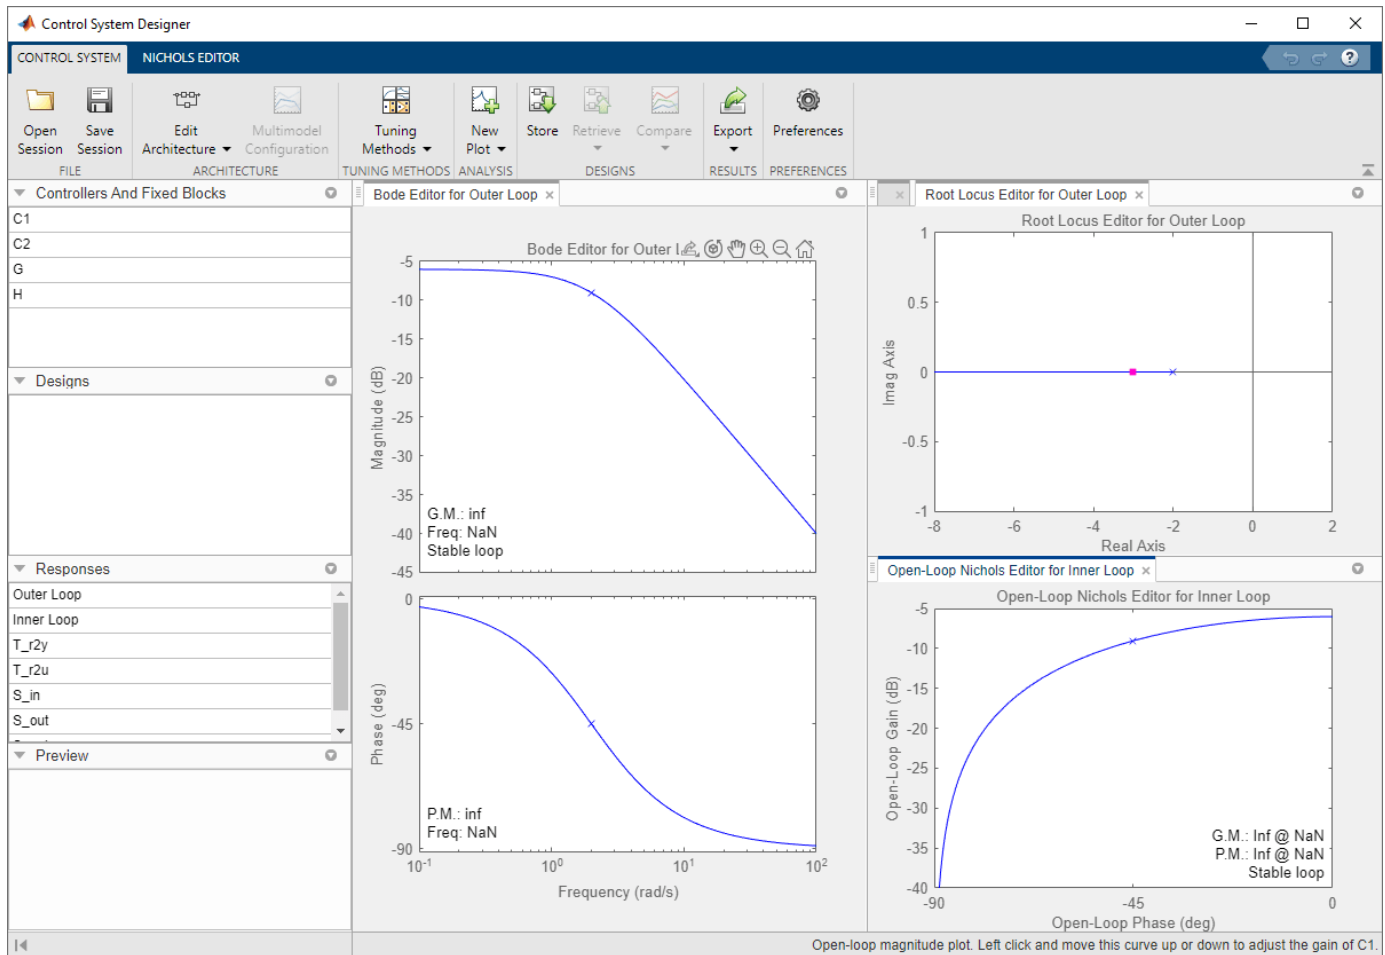 Control System Designer
CONTROL SYSTEM
NICHOLS EDITOR
?
Open Session
Save Session
Edit Architecture
Multimodel Configuration
Tuning Methods
New Plot
Store
Retrieve
Compare
Export
Preferences
FILE
ARCHITECTURE
TUNING METHODS
ANALYSIS
DESIGNS
RESULTS
PREFERENCES
Controllers And Fixed Blocks
C1
C2
G
H
Designs
Responses
Outer Loop
Inner Loop
T_r2y
T_r2u
S_in
S_out
Preview
Bode Editor for Outer Loop ×
Bode Editor for Outer L
Magnitude (dB)
-5
-10
-15
-20
-25
-30
-35
-40
-45
G.M.: inf
Freq: NaN
Stable loop
Phase (deg)
0
-45
-90
P.M.: inf
Freq: NaN
10⁻¹
10⁰
10¹
10²
Frequency (rad/s)
×
Root Locus Editor for Outer Loop ×
Root Locus Editor for Outer Loop
Imag Axis
1
0.5
0
-0.5
-1
-8
-6
-4
-2
0
2
Real Axis
Open-Loop Nichols Editor for Inner Loop ×
Open-Loop Nichols Editor for Inner Loop
Open-Loop Gain (dB)
-5
-10
-15
-20
-25
-30
-35
-40
G.M.: Inf @ NaN
P.M.: Inf @ NaN
Stable loop
-90
-45
0
Open-Loop Phase (deg)
Open-loop magnitude plot. Left click and move this curve up or down to adjust the gain of C1.